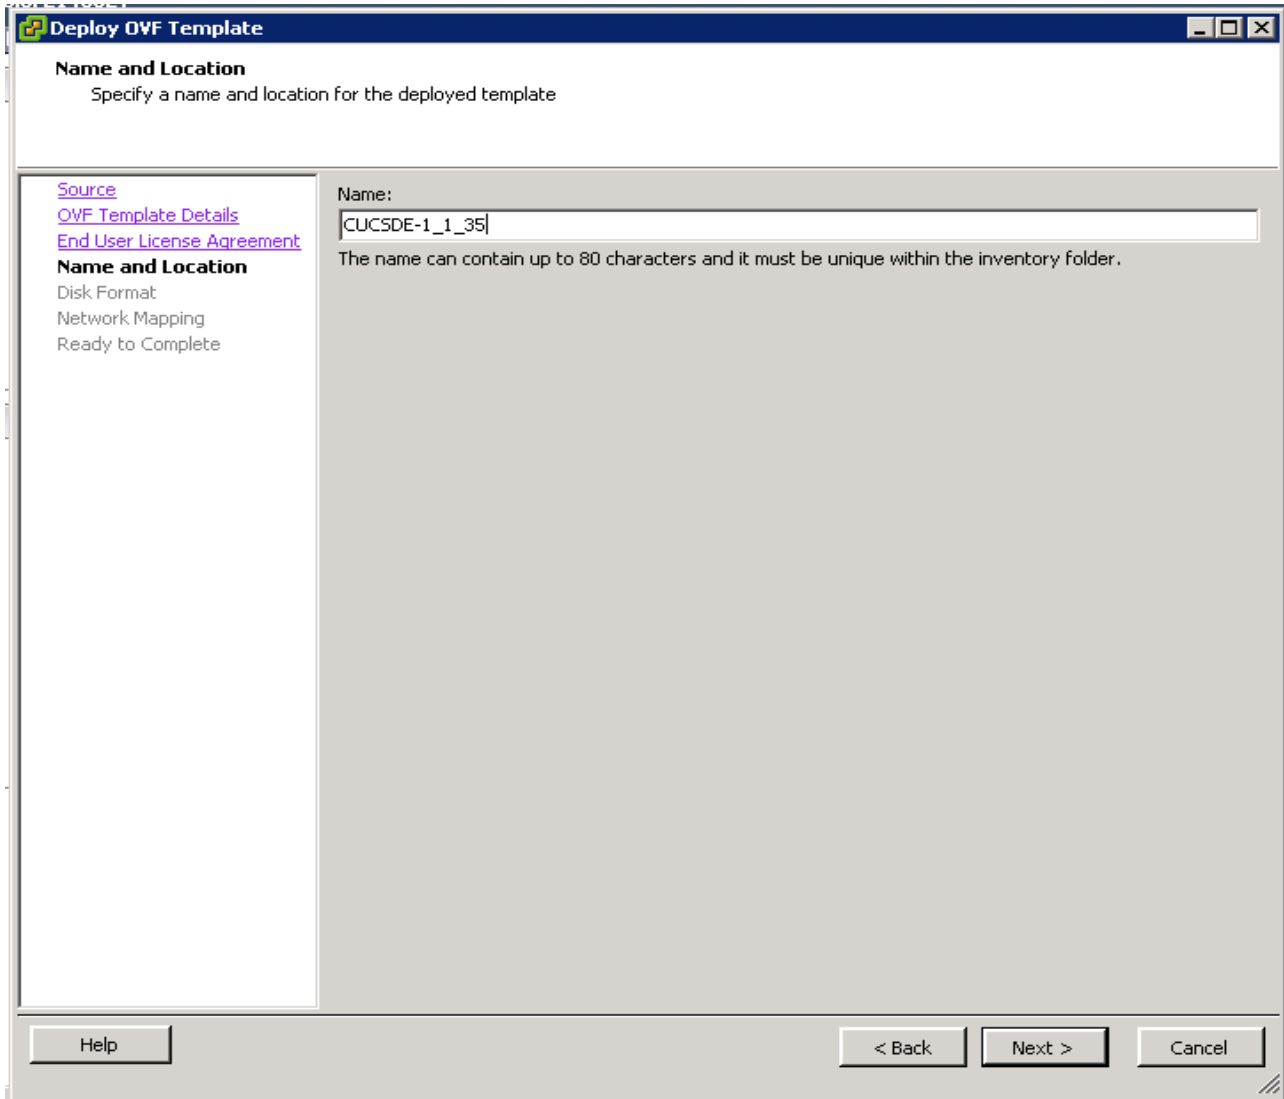 Deploy OVF Template
Name and Location
Specify a name and location for the deployed template
Source
OVF Template Details
End User License Agreement
Name and Location
Disk Format
Network Mapping
Ready to Complete
Name:
CUCSDE-1_1_35
The name can contain up to 80 characters and it must be unique within the inventory folder.
Help
< Back
Next >
Cancel